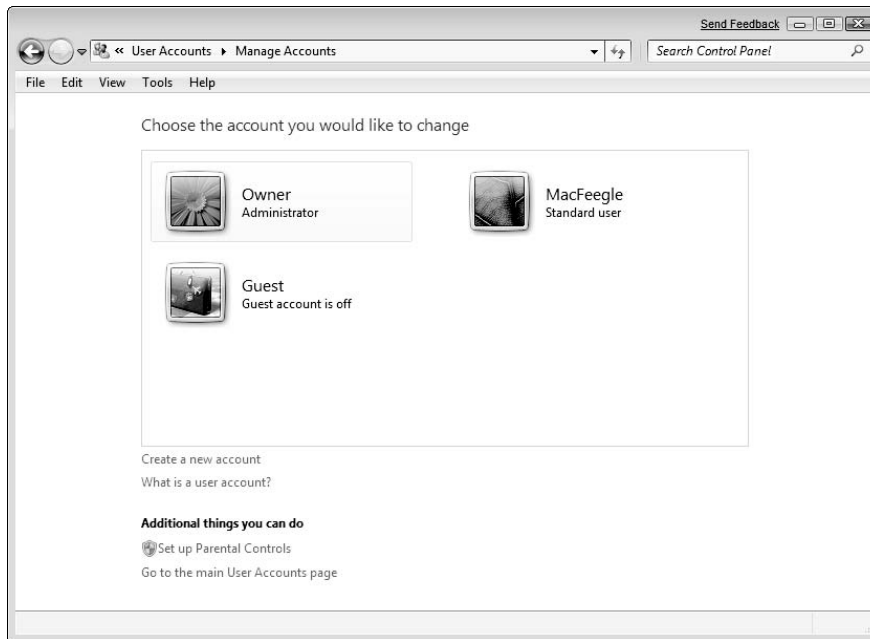 Send Feedback
« User Accounts Manage Accounts
Search Control Panel
File Edit View Tools Help
Choose the account you would like to change
Owner
Administrator
MacFeegle
Standard user
Guest
Guest account is off
Create a new account
What is a user account?
Additional things you can do
Set up Parental Controls
Go to the main User Accounts page